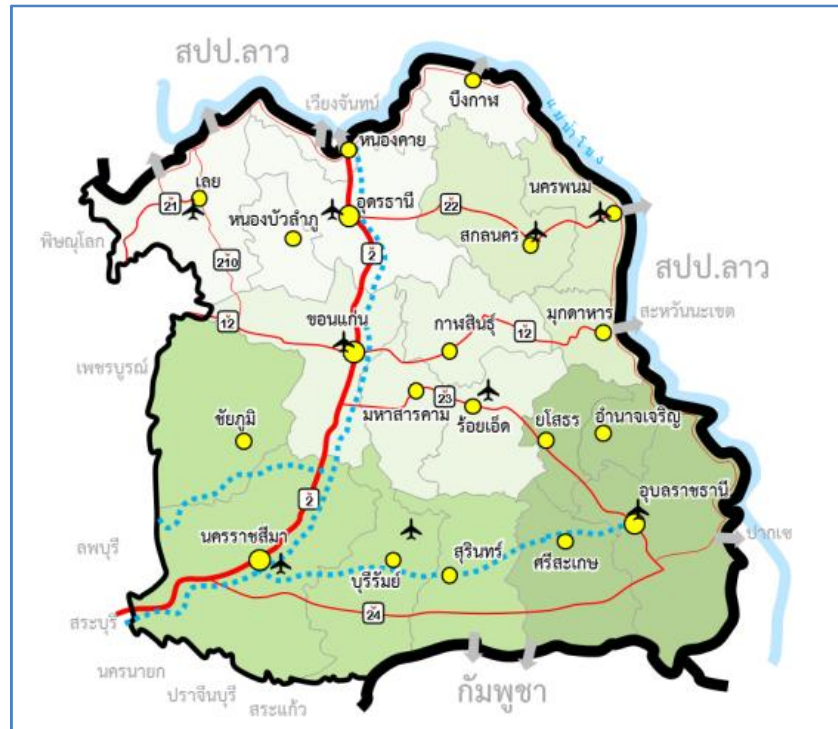 สปป.ลาว
เวียงจันทน์
บึงกาฬ
แม่น้ำโขง
หนองคาย
เลย
21
อุดรธานี
22
นครพนม
หนองบัวลำภู
สกลนคร
พิษณุโลก
2
210
สปป.ลาว
ขอนแก่น
กาฬสินธุ์
มุกดาหาร
สะหวันนะเขต
12
12
เพชรบูรณ์
23
มหาสารคาม
ร้อยเอ็ด
ยโสธร
อำนาจเจริญ
ชัยภูมิ
อุบลราชธานี
2
นครราชสีมา
ลพบุรี
ปากเซ
บุรีรัมย์
สุรินทร์
ศรีสะเกษ
24
สระบุรี
นครนายก
ปราจีนบุรี
สระแก้ว
กัมพูชา